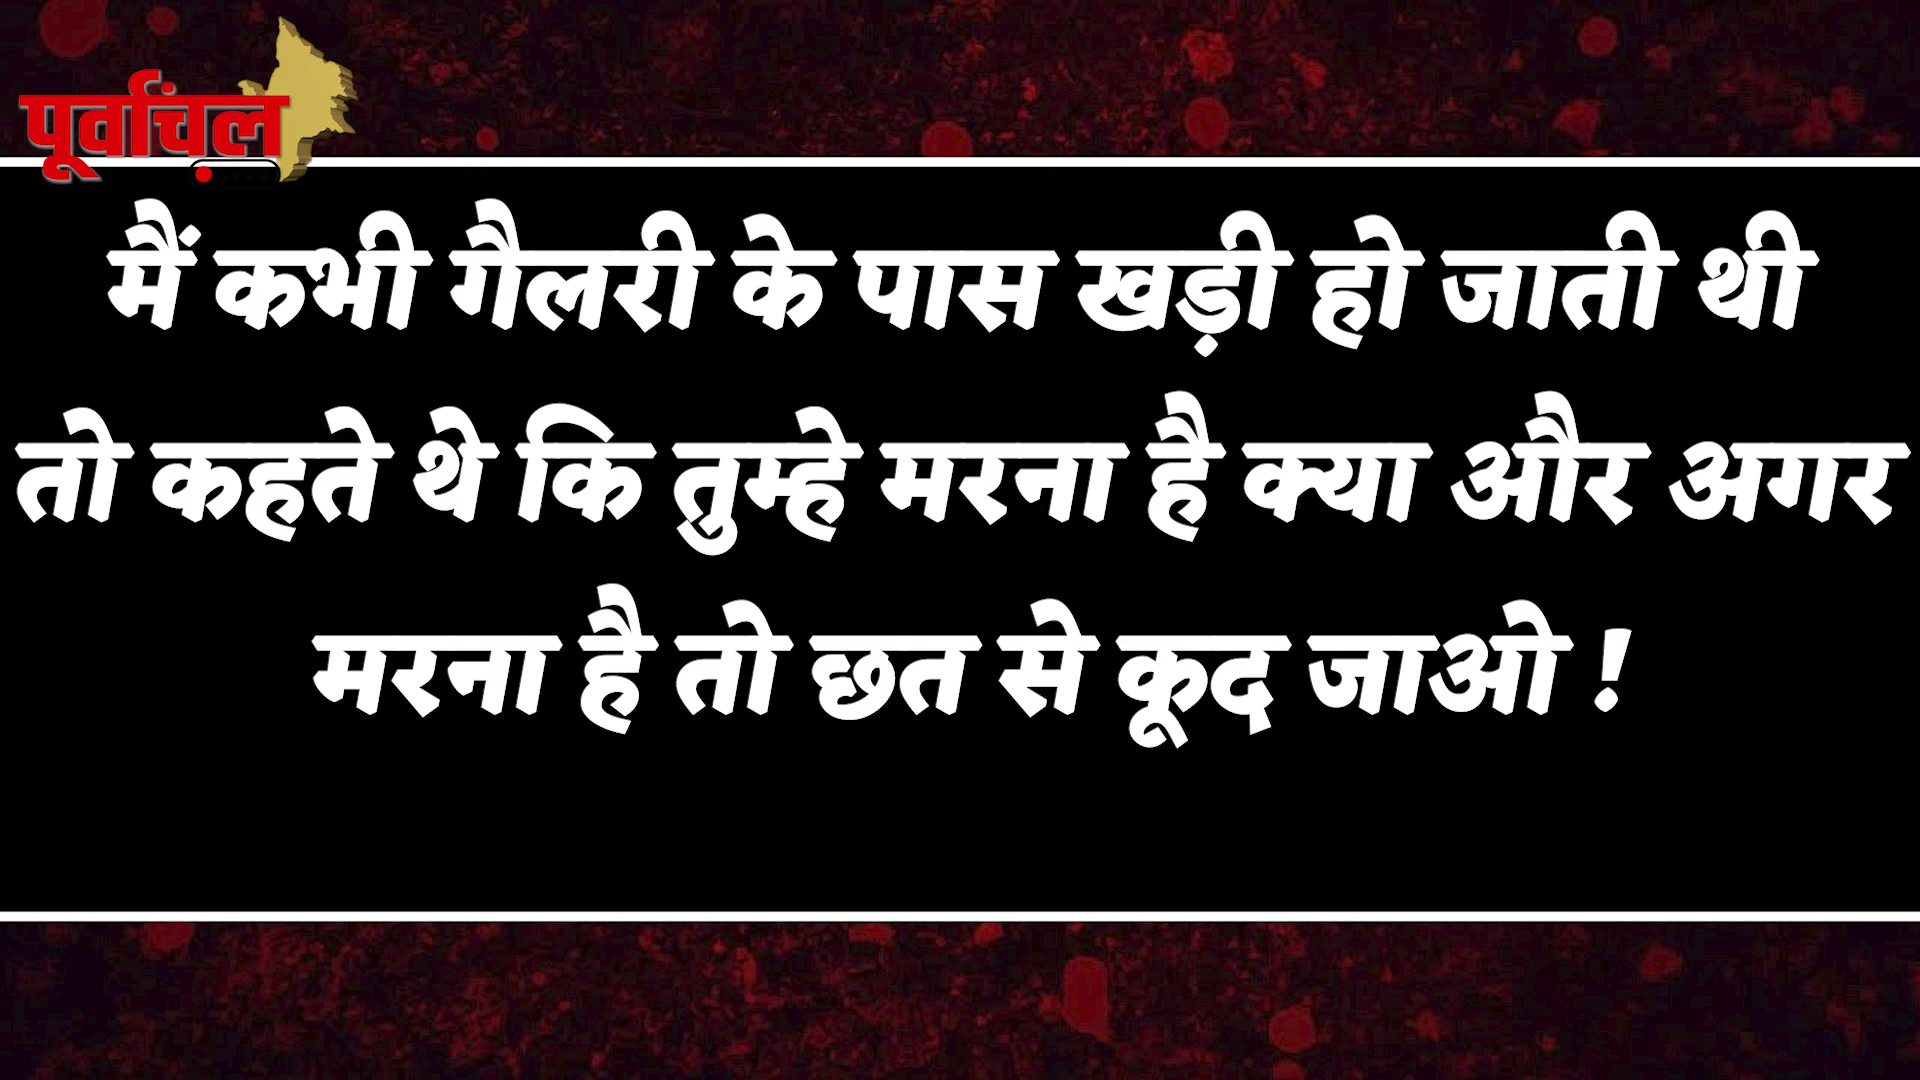 पूर्वांचल
मैं कभी गैलरी के पास खड़ी हो जाती थी
तो कहते थे कि तुम्हे मरना है क्या और अगर
मरना है तो छत से कूद जाओ !